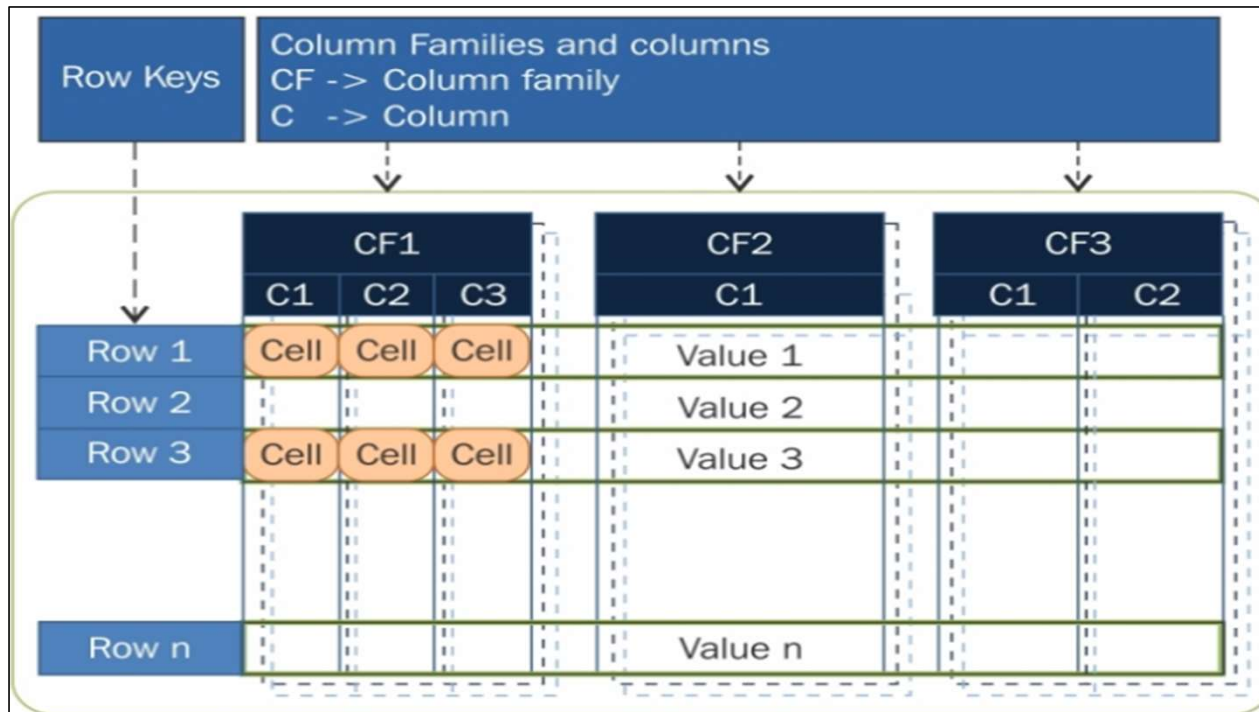 Row Keys
Column Families and columns
CF -> Column family
C -> Column
CF1 CF2 CF3
C1 C2 C3 C1 C1 C2
Row 1 Cell Cell Cell Value 1
Row 2 Value 2
Row 3 Cell Cell Cell Value 3
Row n Value n